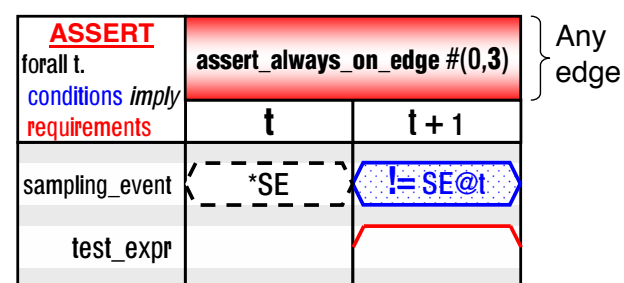 ASSERT
forall t.
conditions imply
requirements
assert_always_on_edge #(0,3)
Any
edge
t
t + 1
sampling_event
*SE
!= SE@t
test_expr